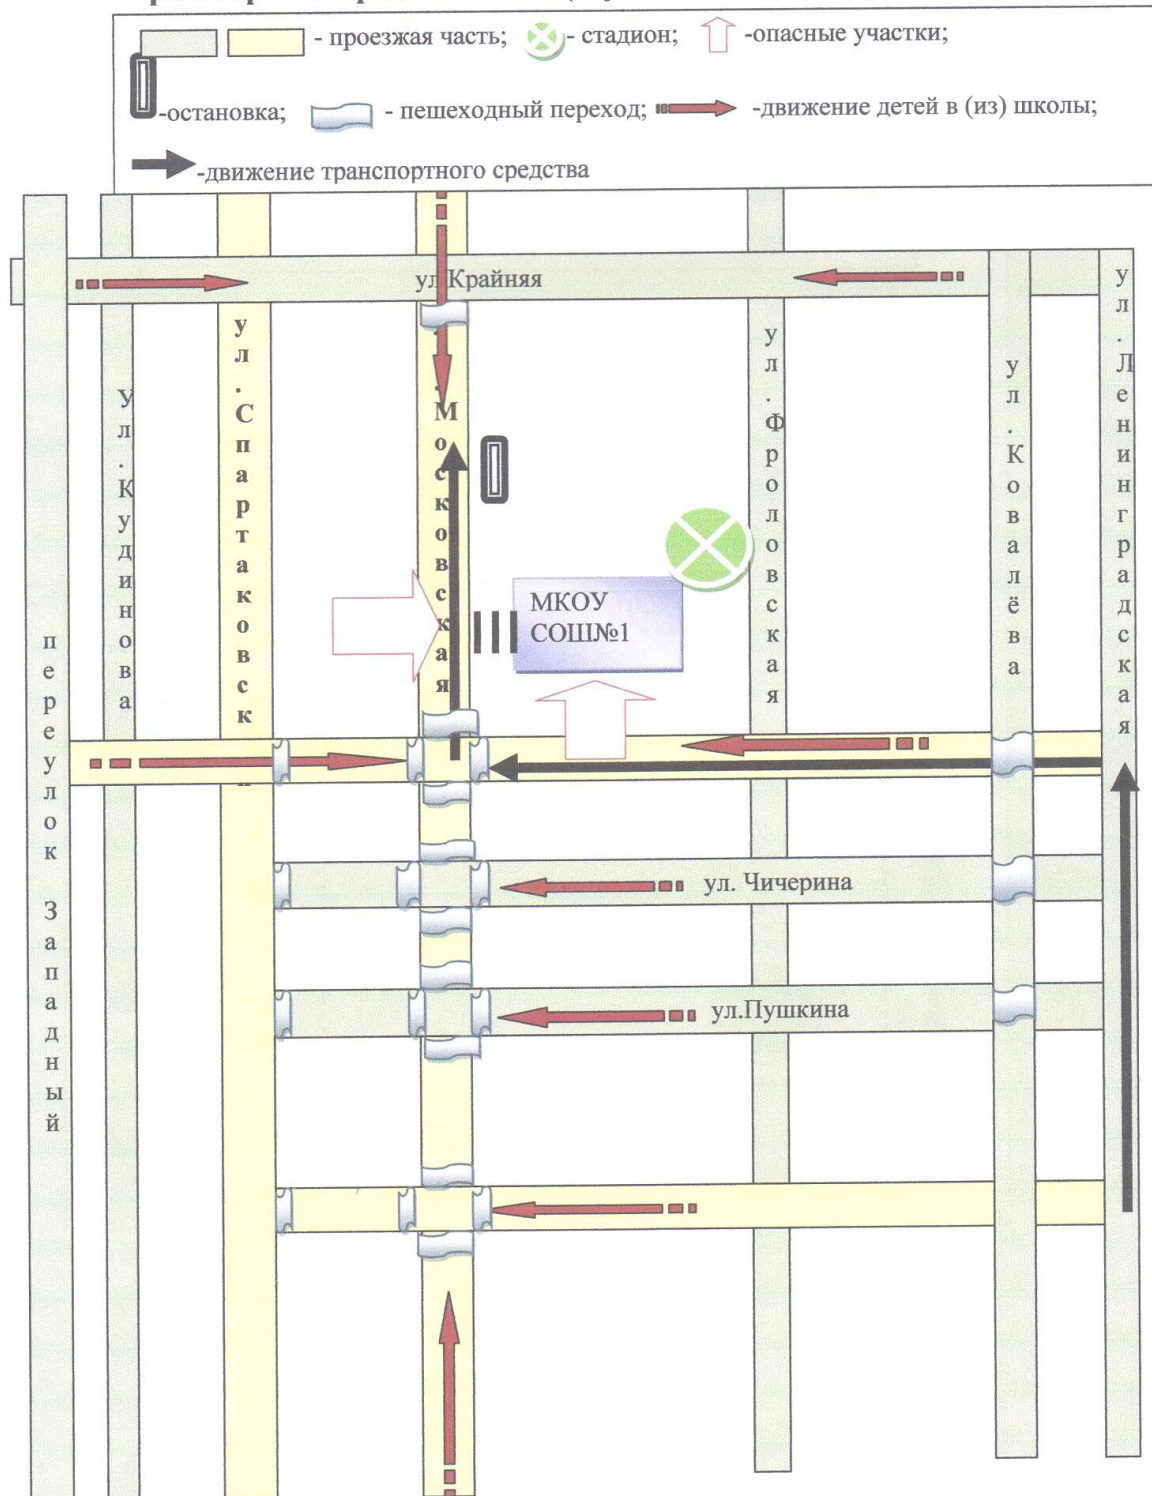 - проезжая часть; - стадион; -опасные участки;
-остановка; - пешеходный переход; -движение детей в (из) школы;
-движение транспортного средства
ул.Крайняя
переулок Западный
Ул.Кудинова
ул.Спартаковск
.Московская
ул.Фроловская
ул.Ковалёва
ул.Ленинградская
МКОУ
СОШ№1
ул. Чичерина
ул.Пушкина